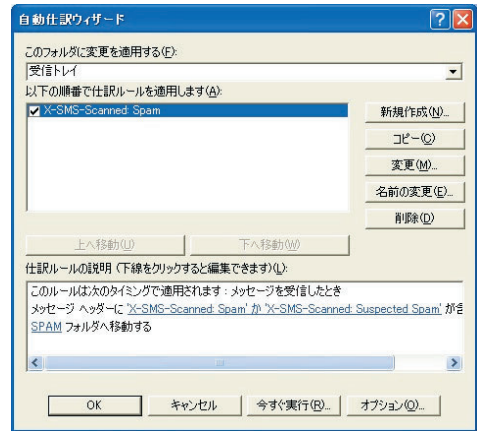 自動仕訳ウィザード
このフォルダに変更を適用する(F):
受信トレイ
以下の順番で仕訳ルールを適用します(A):
X-SMS-Scanned: Spam
新規作成(N)...
コピー(C)
変更(M)...
名前の変更(E)...
削除(D)
上へ移動(U)
下へ移動(W)
仕訳ルールの説明 (下線をクリックすると編集できます)(L):
このルールは次のタイミングで適用されます : メッセージを受信したとき
メッセージ ヘッダーに 'X-SMS-Scanned: Spam' か 'X-SMS-Scanned: Suspected Spam' が
SPAM フォルダへ移動する
OK
キャンセル
今すぐ実行(R)...
オプション(O)...